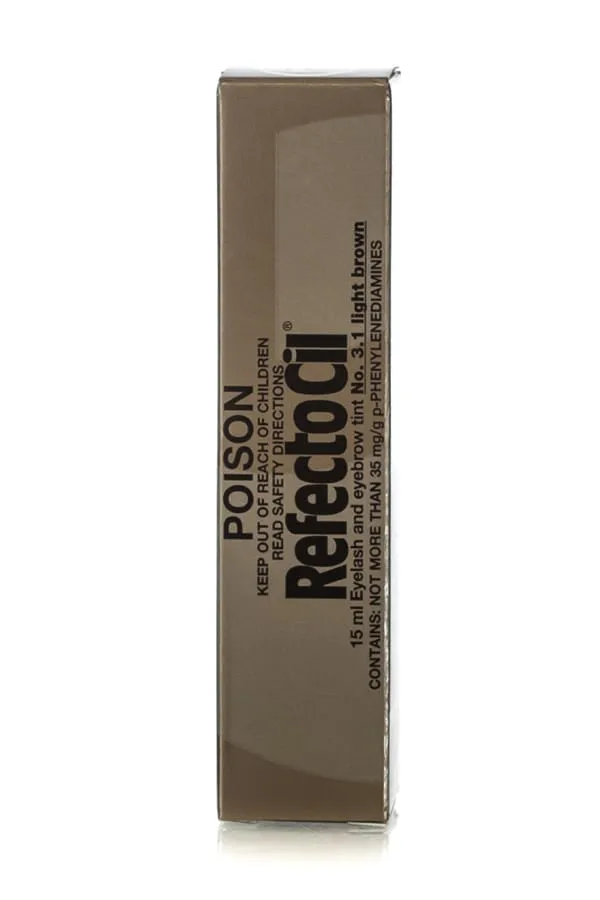 POISON
KEEP OUT OF REACH OF CHILDREN
READ SAFETY DIRECTIONS
RefectoCil®
15 ml Eyelash and eyebrow tint No. 3.1 light brown
CONTAINS: NOT MORE THAN 35 mg/g p-PHENYLENEDIAMINES